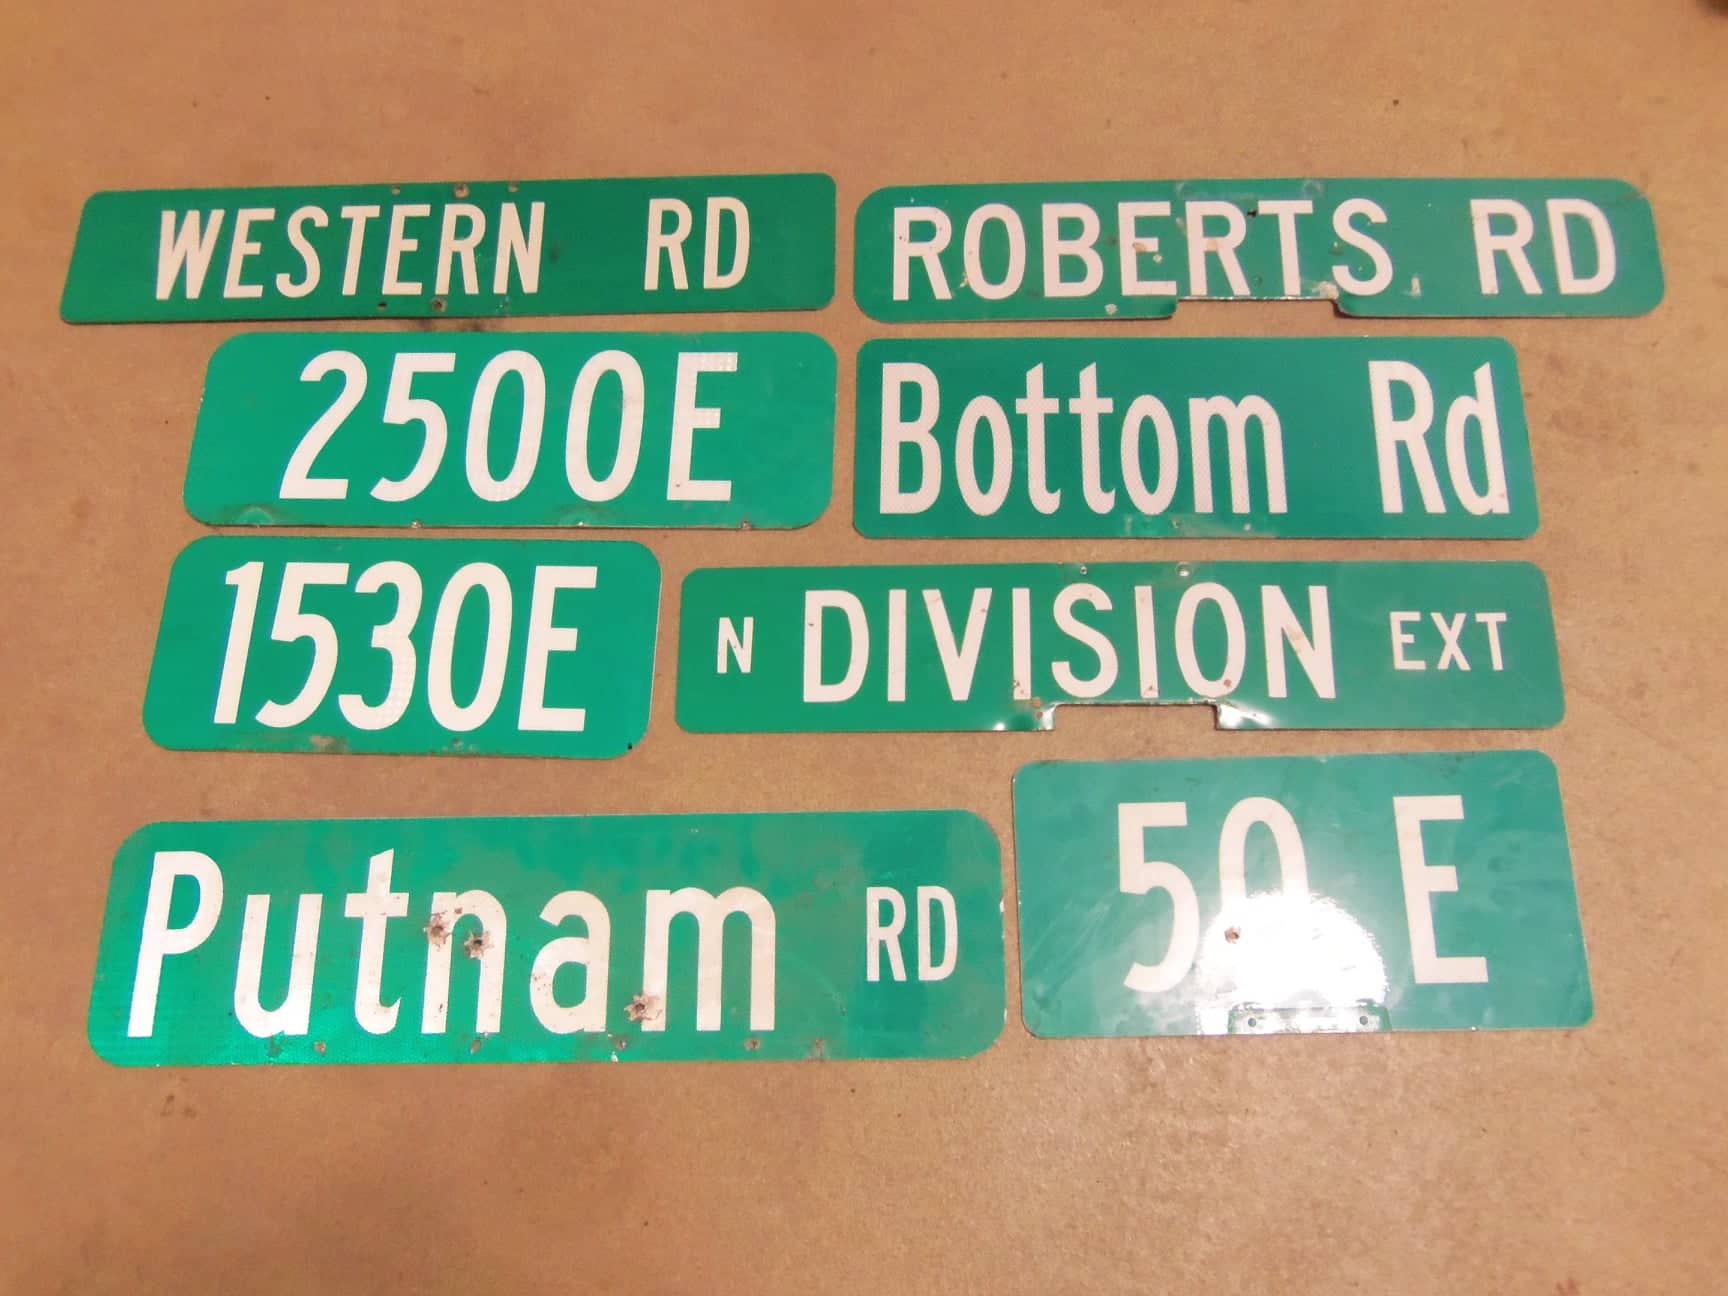 WESTERN RD
ROBERTS RD
2500E
Bottom Rd
1530E
N DIVISION EXT
Putnam RD
50 E